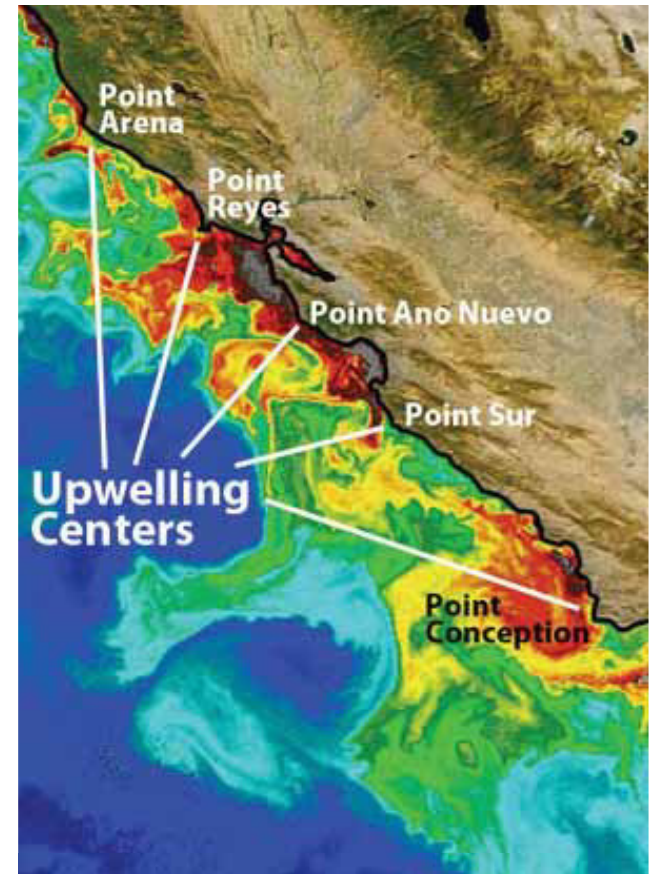 Point
Arena
Point
Reyes
Point Ano Nuevo
Point Sur
Upwelling
Centers
Point
Conception